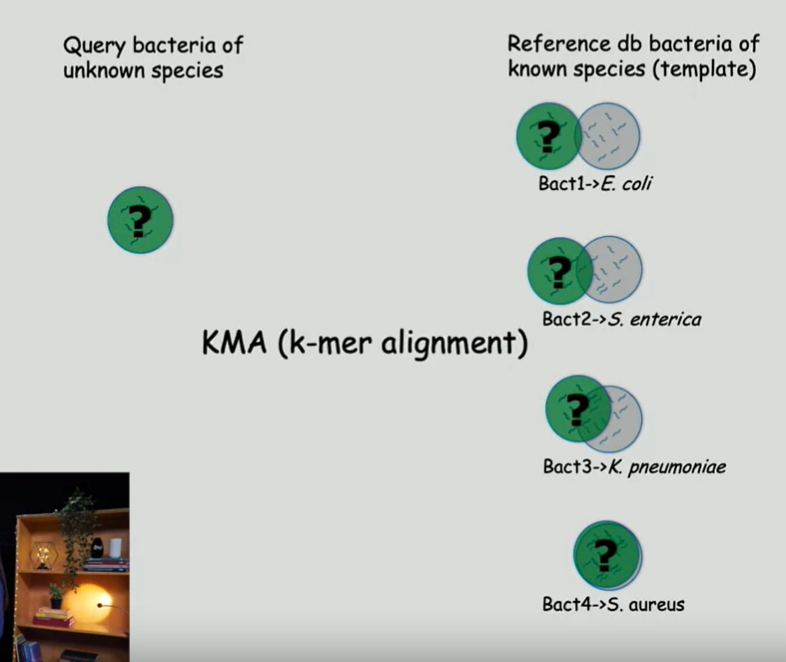 Query bacteria of
unknown species
Reference db bacteria of
known species (template)
?
?
Bact1->E. coli
?
Bact2->S. enterica
KMA (k-mer alignment)
?
Bact3->K. pneumoniae
?
Bact4->S. aureus